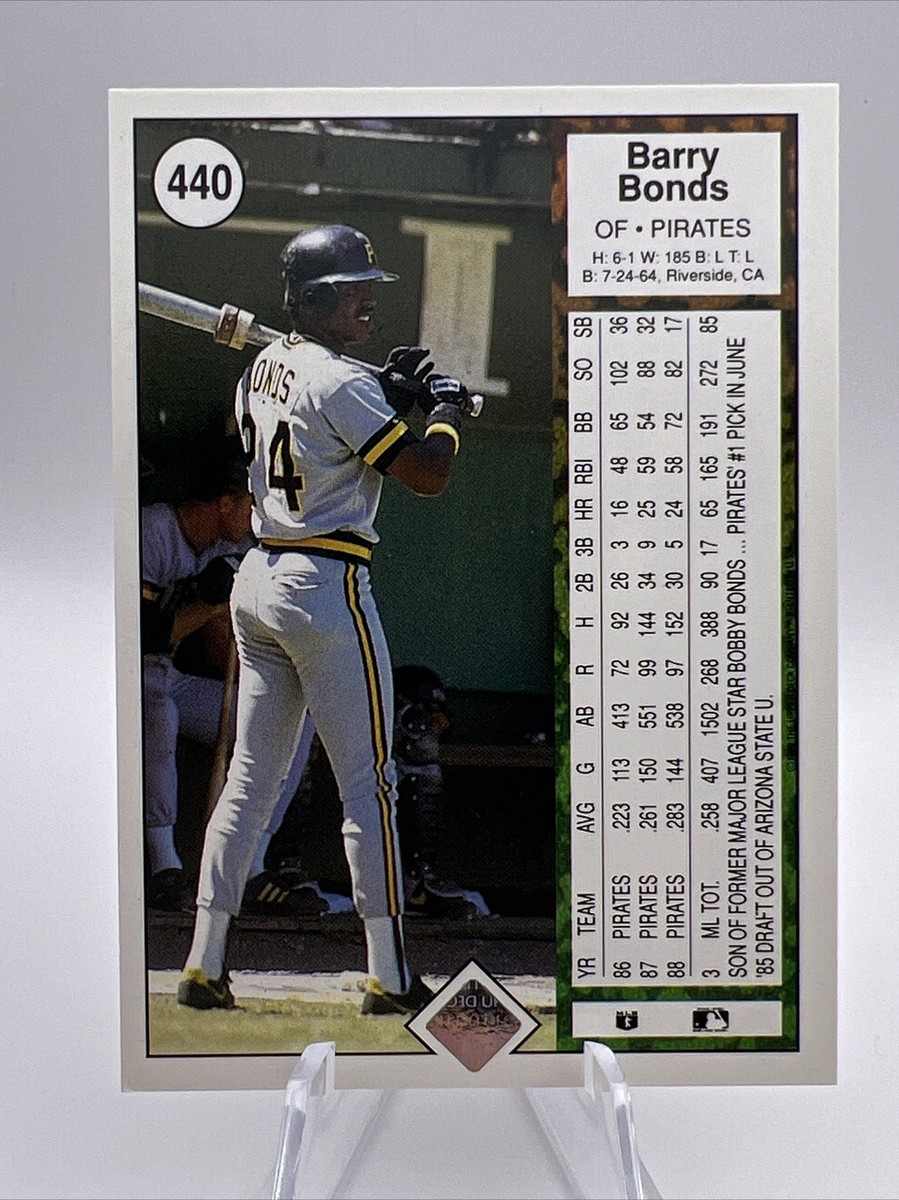 440
Barry
Bonds
OF • PIRATES
H: 6-1 W: 185 B: L T: L
B: 7-24-64, Riverside, CA
P
ONDS
24
YR TEAM AVG G AB R H 2B 3B HR RBI BB SO SB
86 PIRATES .223 113 413 72 92 26 3 16 48 65 102 36
87 PIRATES .261 150 551 99 144 34 9 25 59 54 88 32
88 PIRATES .283 144 538 97 152 30 5 24 58 72 82 17
3 ML TOT. .258 407 1502 268 388 90 17 65 165 191 272 85
SON OF FORMER MAJOR LEAGUE STAR BOBBY BONDS ... PIRATES' #1 PICK IN JUNE
'85 DRAFT OUT OF ARIZONA STATE U.